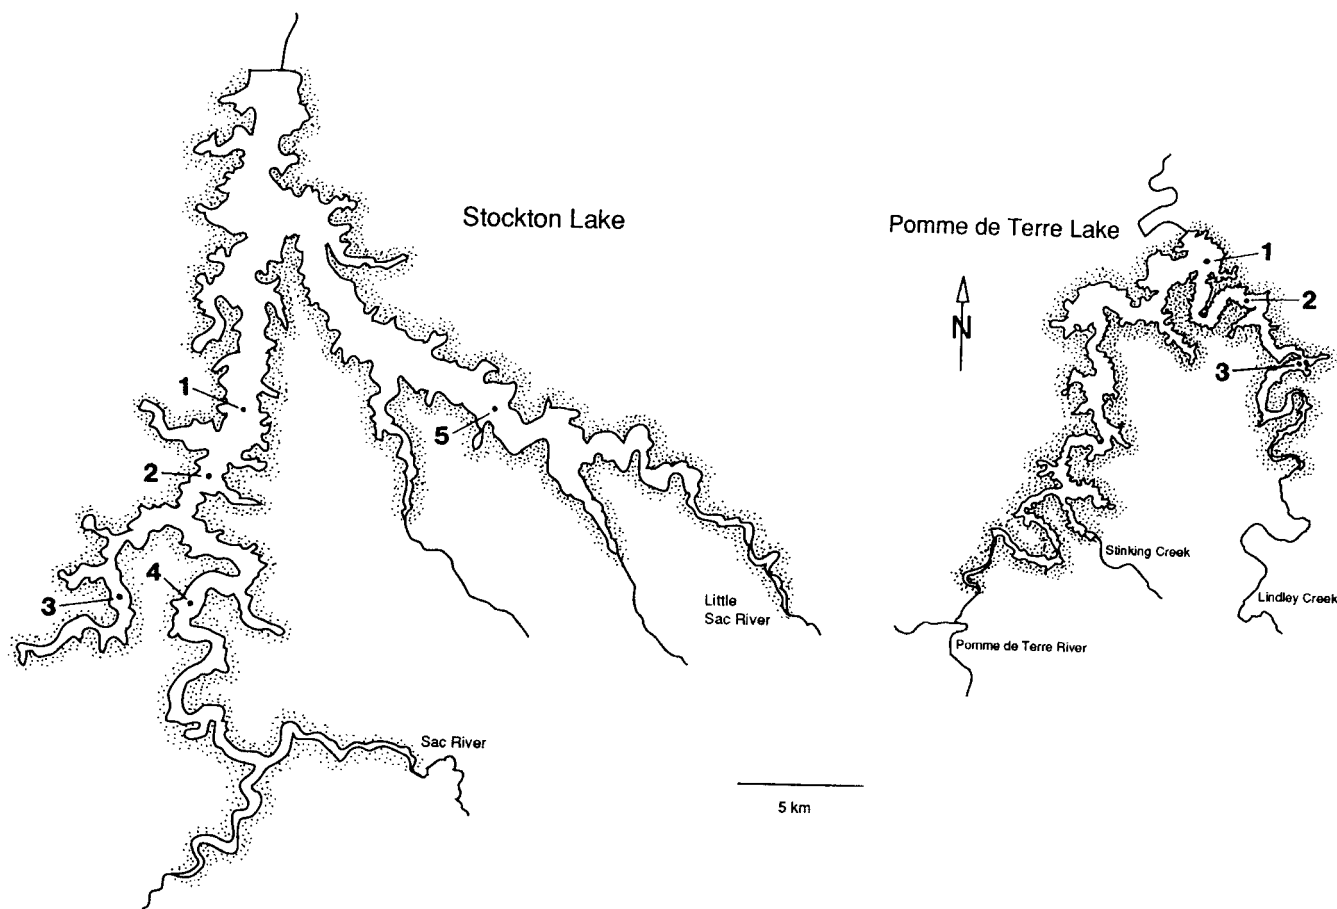 Stockton Lake
Pomme de Terre Lake
1
2
3
N
1
2
3
4
5
Little
Sac River
Stinking Creek
Lindley Creek
Pomme de Terre River
Sac River
5 km